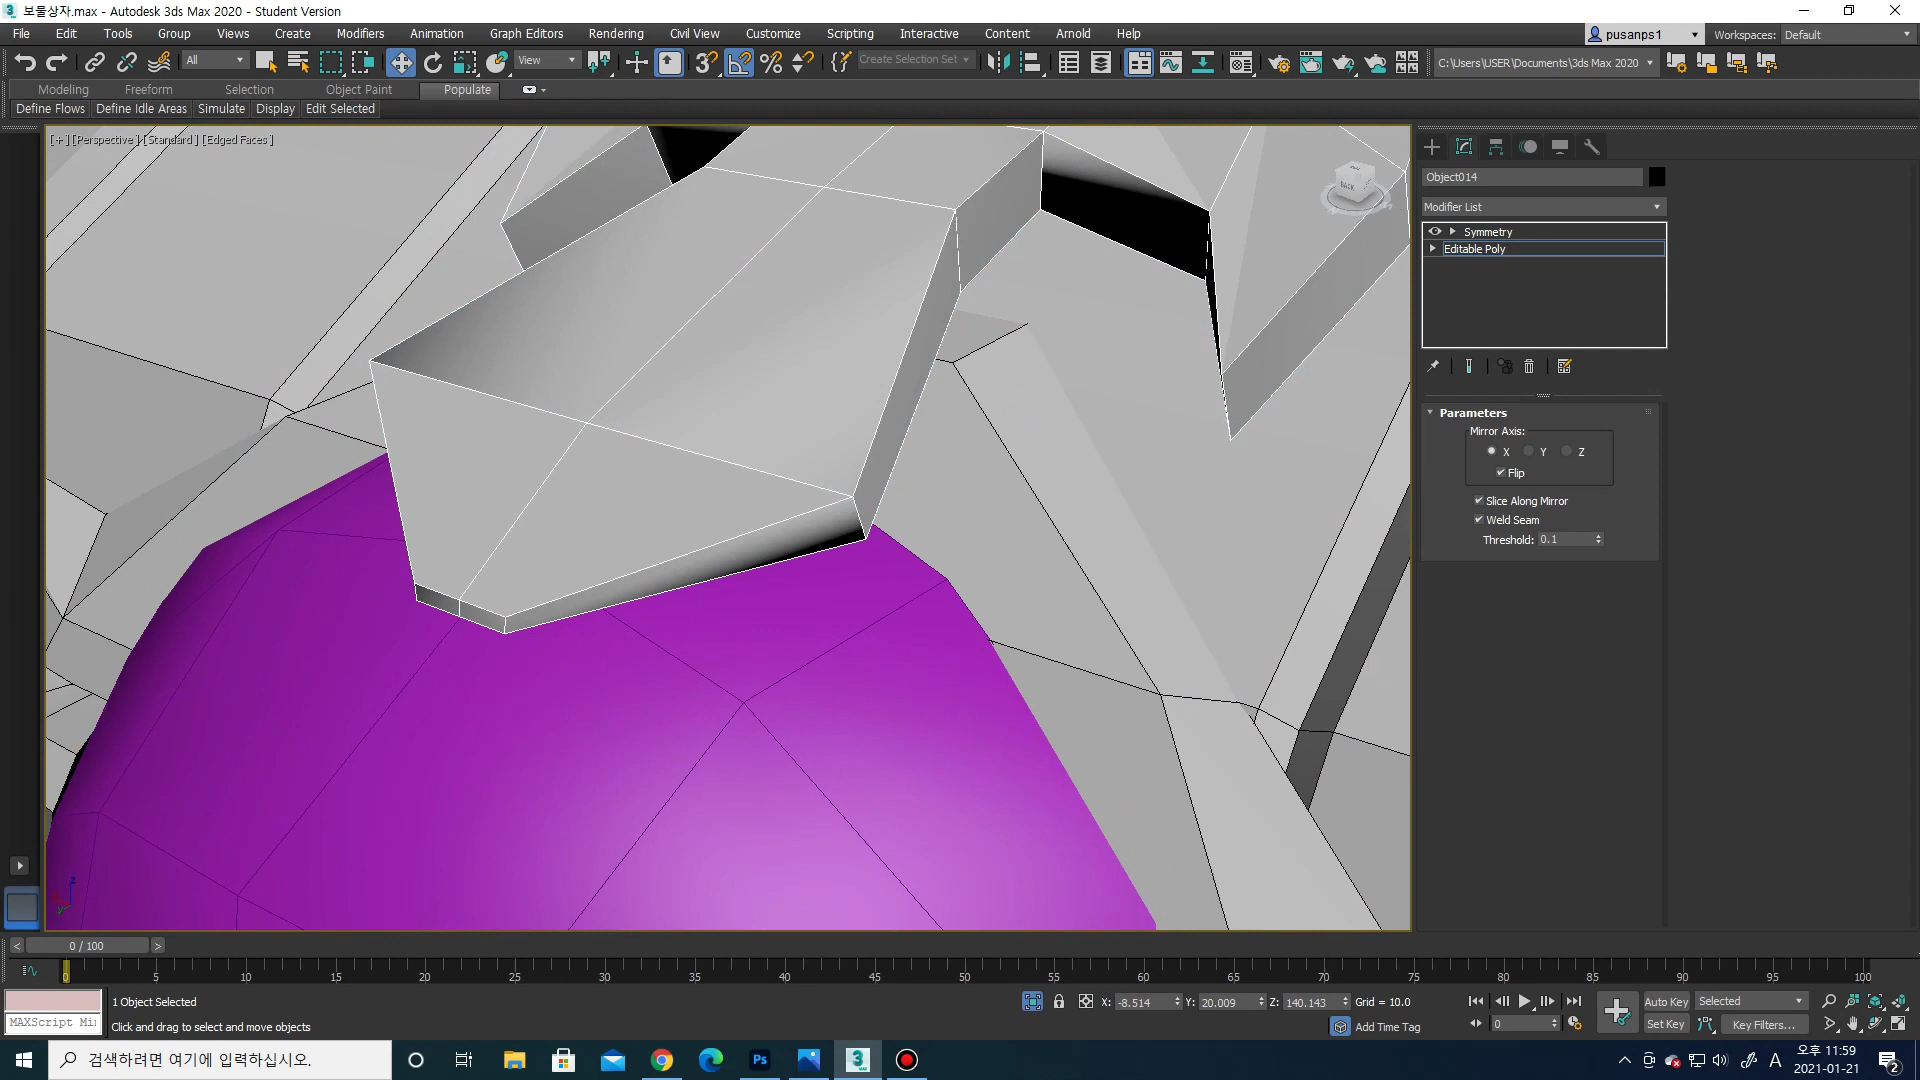 보물상자.max - Autodesk 3ds Max 2020 - Student Version
File Edit Tools Group Views Create Modifiers Animation Graph Editors Rendering Civil View Customize Scripting Interactive Content Arnold Help pusanps1 Workspaces: Default
All View Create Selection Set C:\Users\USER\Documents\3ds Max 2020
Modeling Freeform Selection Object Paint Populate
Define Flows Define Idle Areas Simulate Display Edit Selected
[+] [Perspective] [Standard] [Edged Faces]
BACK
Object014
Modifier List
Symmetry
Editable Poly
Parameters
Mirror Axis:
X Y Z
Flip
Slice Along Mirror
Weld Seam
Threshold: 0.1
z
y
< 0 / 100 >
0 5 10 15 20 25 30 35 40 45 50 55 60 65 70 75 80 85 90 95 100
1 Object Selected X: -8.514 Y: 20.009 Z: 140.143 Grid = 10.0 Auto Key Selected
MAXScript Mi Click and drag to select and move objects Add Time Tag 0 Set Key Key Filters...
검색하려면 여기에 입력하십시오. Ps 3 MAX A 오후 11:59
2021-01-21 2